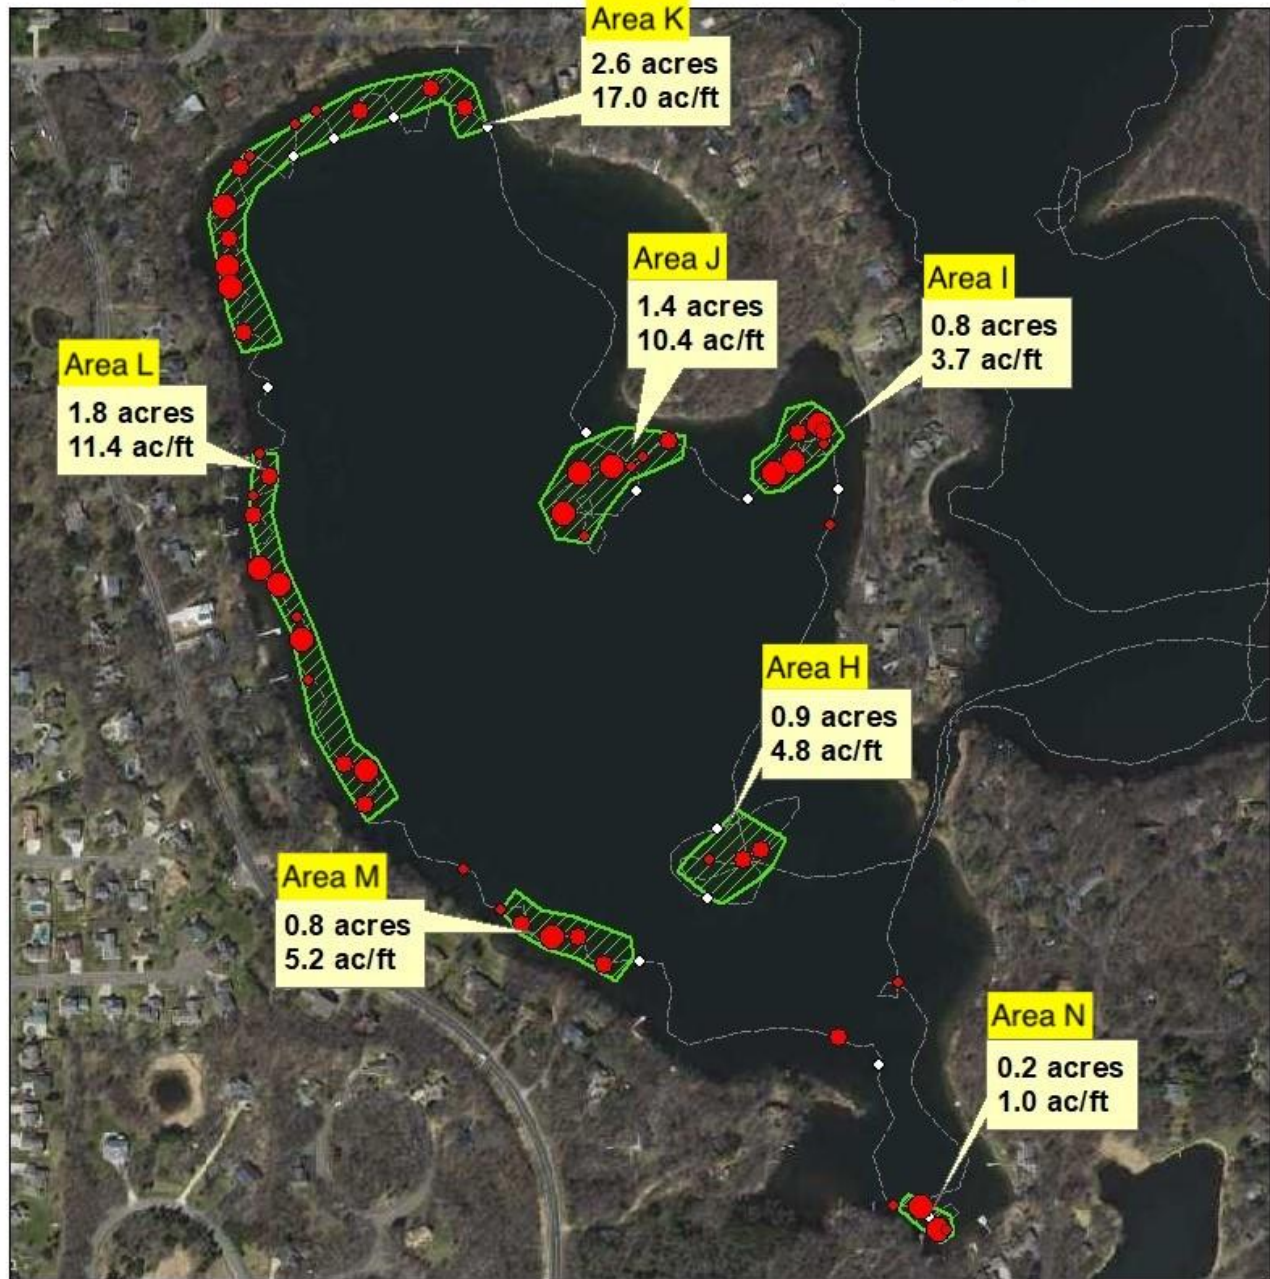 Area K
2.6 acres
17.0 ac/ft
Area J
1.4 acres
10.4 ac/ft
Area I
0.8 acres
3.7 ac/ft
Area L
1.8 acres
11.4 ac/ft
Area H
0.9 acres
4.8 ac/ft
Area M
0.8 acres
5.2 ac/ft
Area N
0.2 acres
1.0 ac/ft